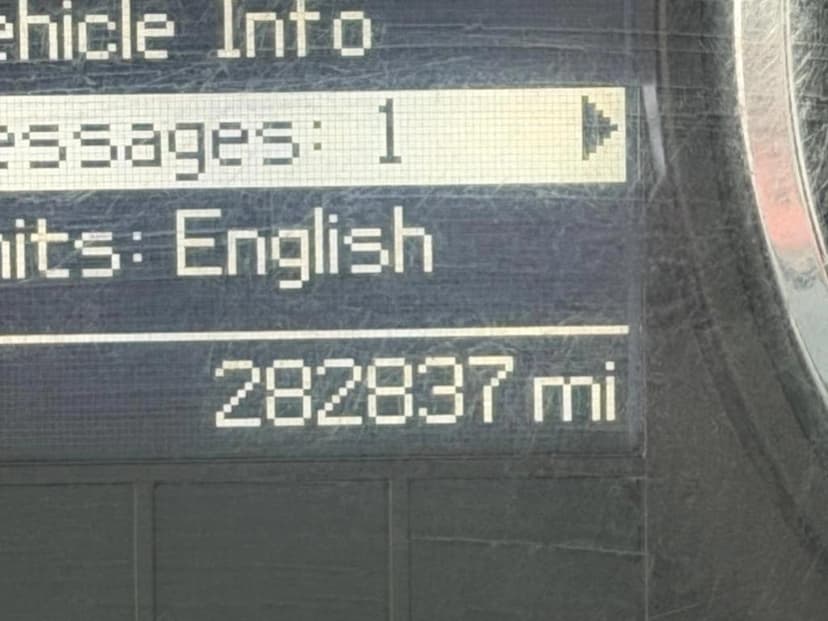 ehicle Info
essages: 1
nits: English
282837 mi